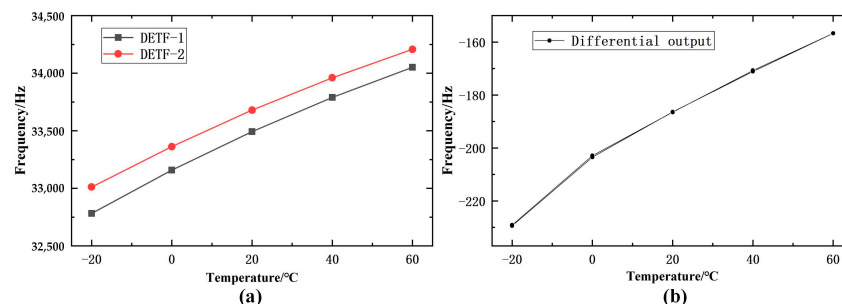 34,500
34,000
33,500
33,000
32,500
Frequency/Hz
DETF-1
DETF-2
-20
0
20
40
60
Temperature/℃
(a)
-160
-180
-200
-220
Frequency/Hz
Differential output
-20
0
20
40
60
Temperature/℃
(b)